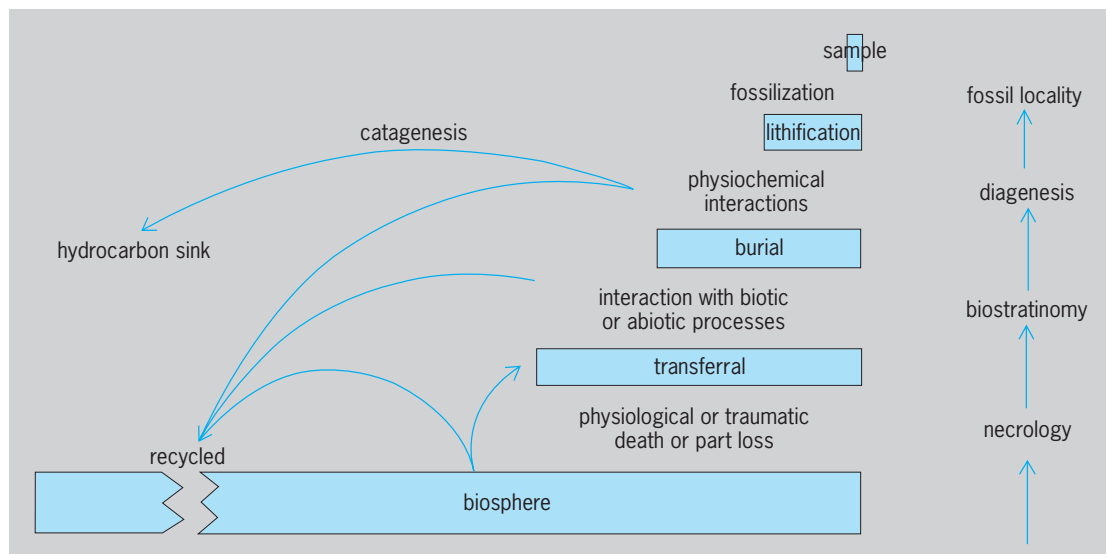 sample
fossilization
fossil locality
catagenesis
lithification
physiochemical
interactions
diagenesis
hydrocarbon sink
burial
interaction with biotic
or abiotic processes
biostratinomy
transferral
physiological or traumatic
death or part loss
necrology
recycled
biosphere